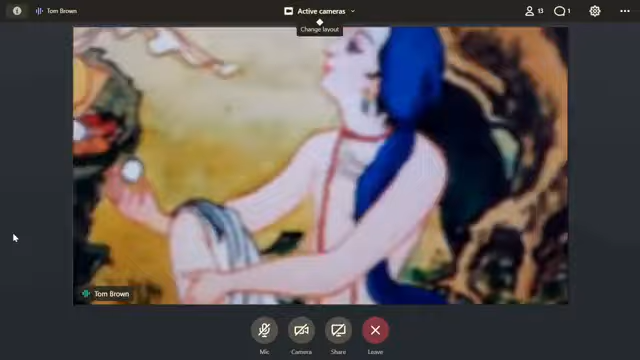 Tom Brown
Active cameras
13
1
Change layout
Tom Brown
Mic
Camera
Share
Leave